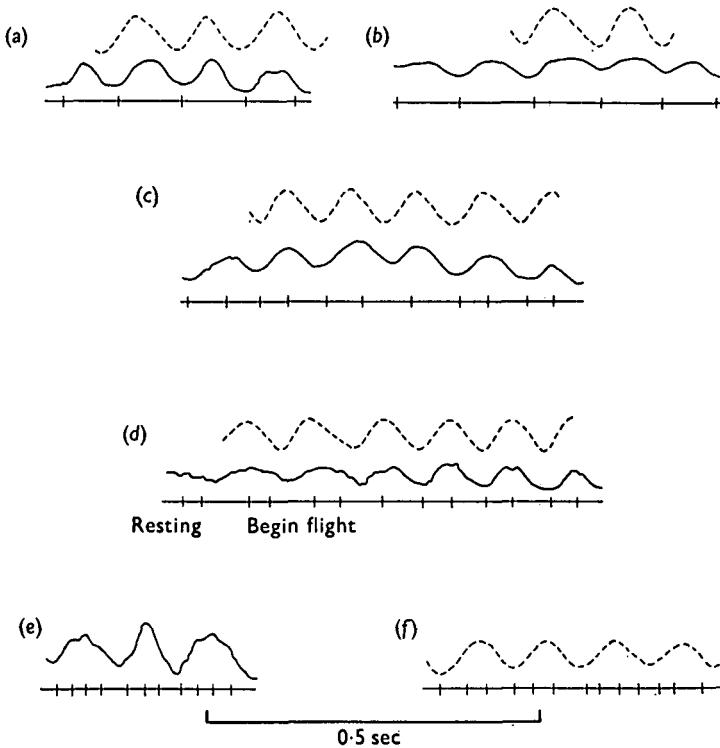 (a)
(b)
(c)
(d)
Resting Begin flight
(e)
(f)
0·5 sec